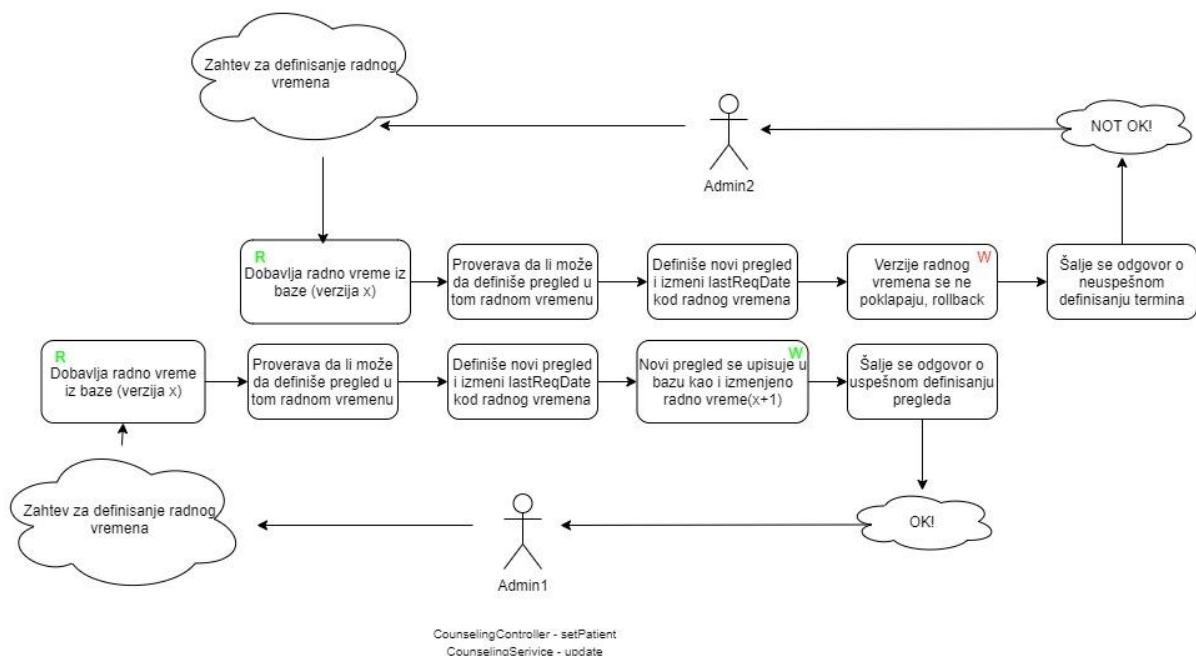 Zahtev za definisanje radnog
vremena
NOT OK!
Admin2
R
Dobavlja radno vreme iz
baze (verzija x)
Proverava da li može
da definiše pregled u
tom radnom vremenu
Definiše novi pregled
i izmeni lastReqDate
kod radnog vremena
W
Verzije radnog
vremena se ne
poklapaju, rollback
Šalje se odgovor o
neuspešnom
definisanju termina
R
Dobavlja radno vreme
iz baze (verzija x)
Proverava da li može
da definiše pregled u
tom radnom vremenu
Definiše novi pregled
i izmeni lastReqDate
kod radnog vremena
W
Novi pregled se upisuje u
bazu kao i izmenjeno
radno vreme(x+1)
Šalje se odgovor o
uspešnom definisanju
pregleda
Zahtev za definisanje radnog
vremena
Admin1
OK!
CounselingController - setPatient
CounselingSerivice - update